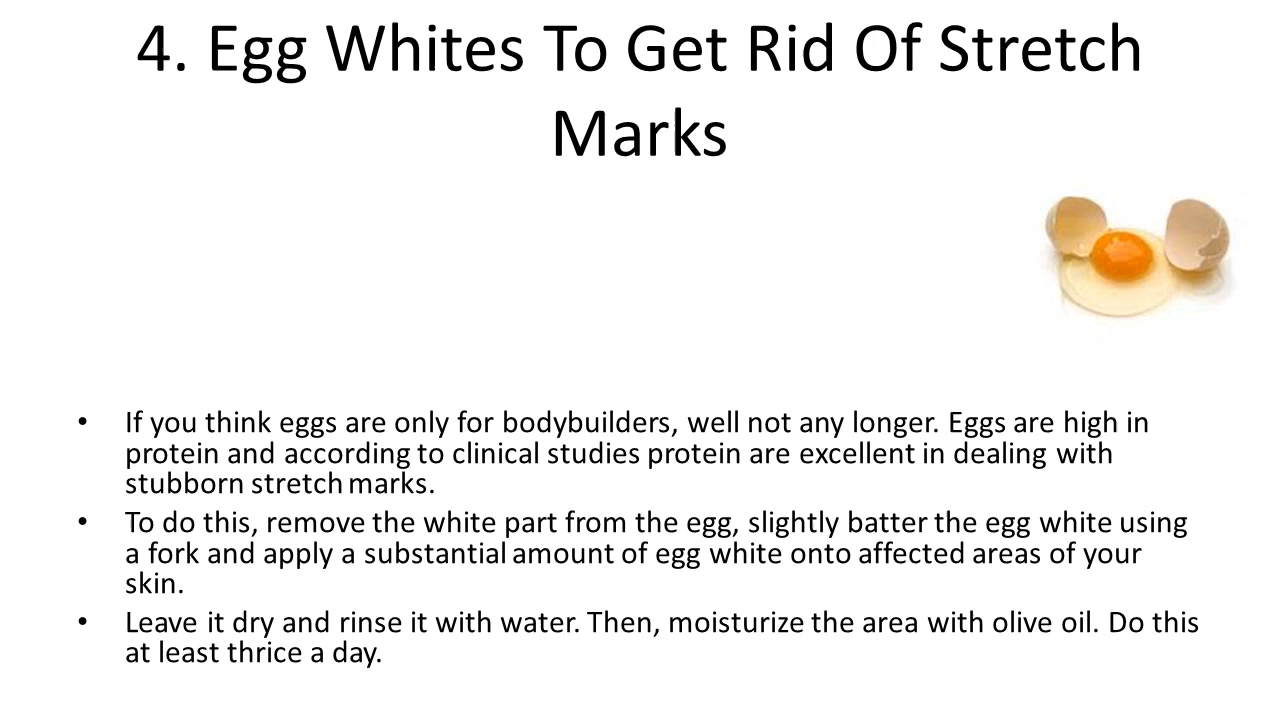 4. Egg Whites To Get Rid Of Stretch
Marks
• If you think eggs are only for bodybuilders, well not any longer. Eggs are high in
protein and according to clinical studies protein are excellent in dealing with
stubborn stretch marks.
• To do this, remove the white part from the egg, slightly batter the egg white using
a fork and apply a substantial amount of egg white onto affected areas of your
skin.
• Leave it dry and rinse it with water. Then, moisturize the area with olive oil. Do this
at least thrice a day.